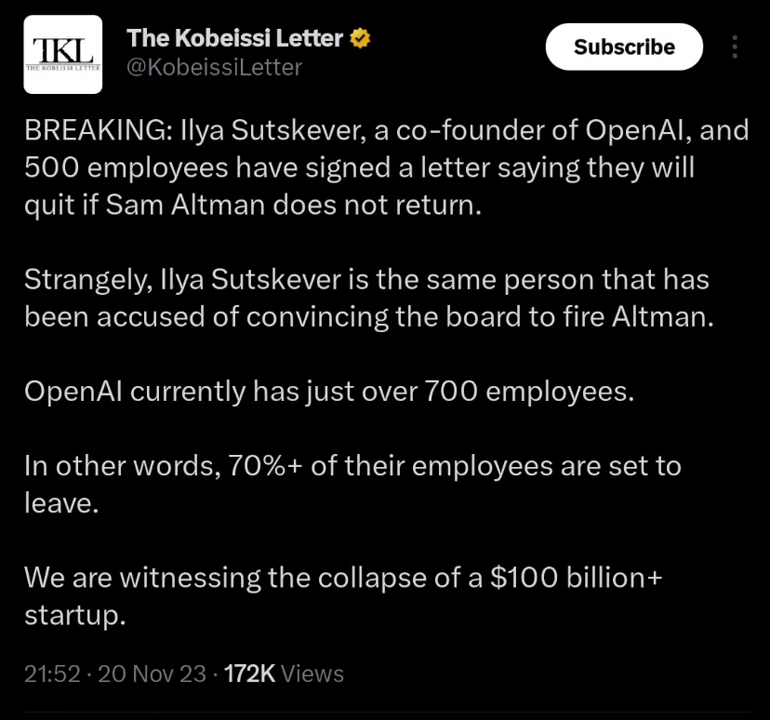 TKL
THE KOBEISSI LETTER
The Kobeissi Letter
@KobeissiLetter
Subscribe
BREAKING: Ilya Sutskever, a co-founder of OpenAI, and
500 employees have signed a letter saying they will
quit if Sam Altman does not return.
Strangely, Ilya Sutskever is the same person that has
been accused of convincing the board to fire Altman.
OpenAI currently has just over 700 employees.
In other words, 70%+ of their employees are set to
leave.
We are witnessing the collapse of a $100 billion+
startup.
21:52 · 20 Nov 23 · 172K Views